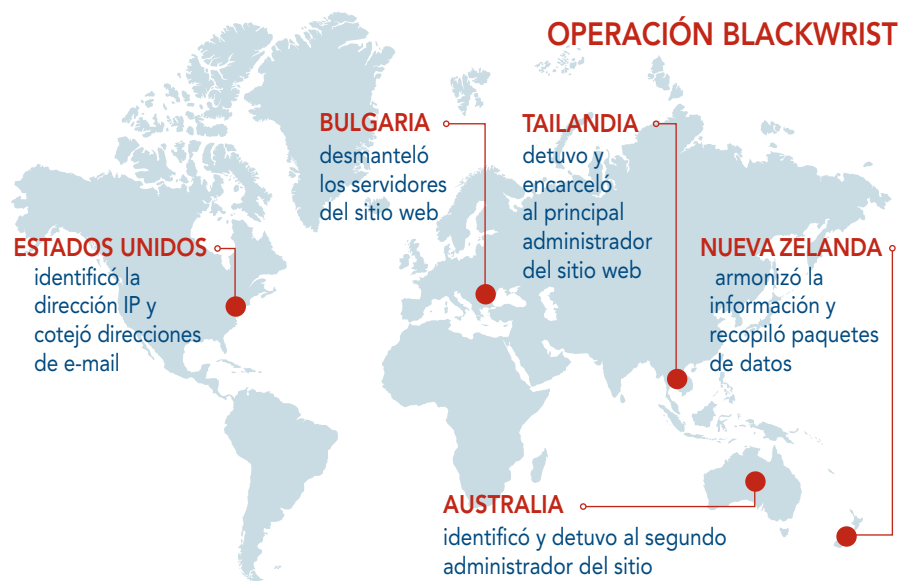 OPERACIÓN BLACKWRIST
BULGARIA
desmanteló
los servidores
del sitio web
TAILANDIA
detuvo y
encarceló
al principal
administrador
del sitio web
ESTADOS UNIDOS
identificó la
dirección IP y
cotejó direcciones
de e-mail
NUEVA ZELANDA
armonizó la
información y
recopiló paquetes
de datos
AUSTRALIA
identificó y detuvo al segundo
administrador del sitio